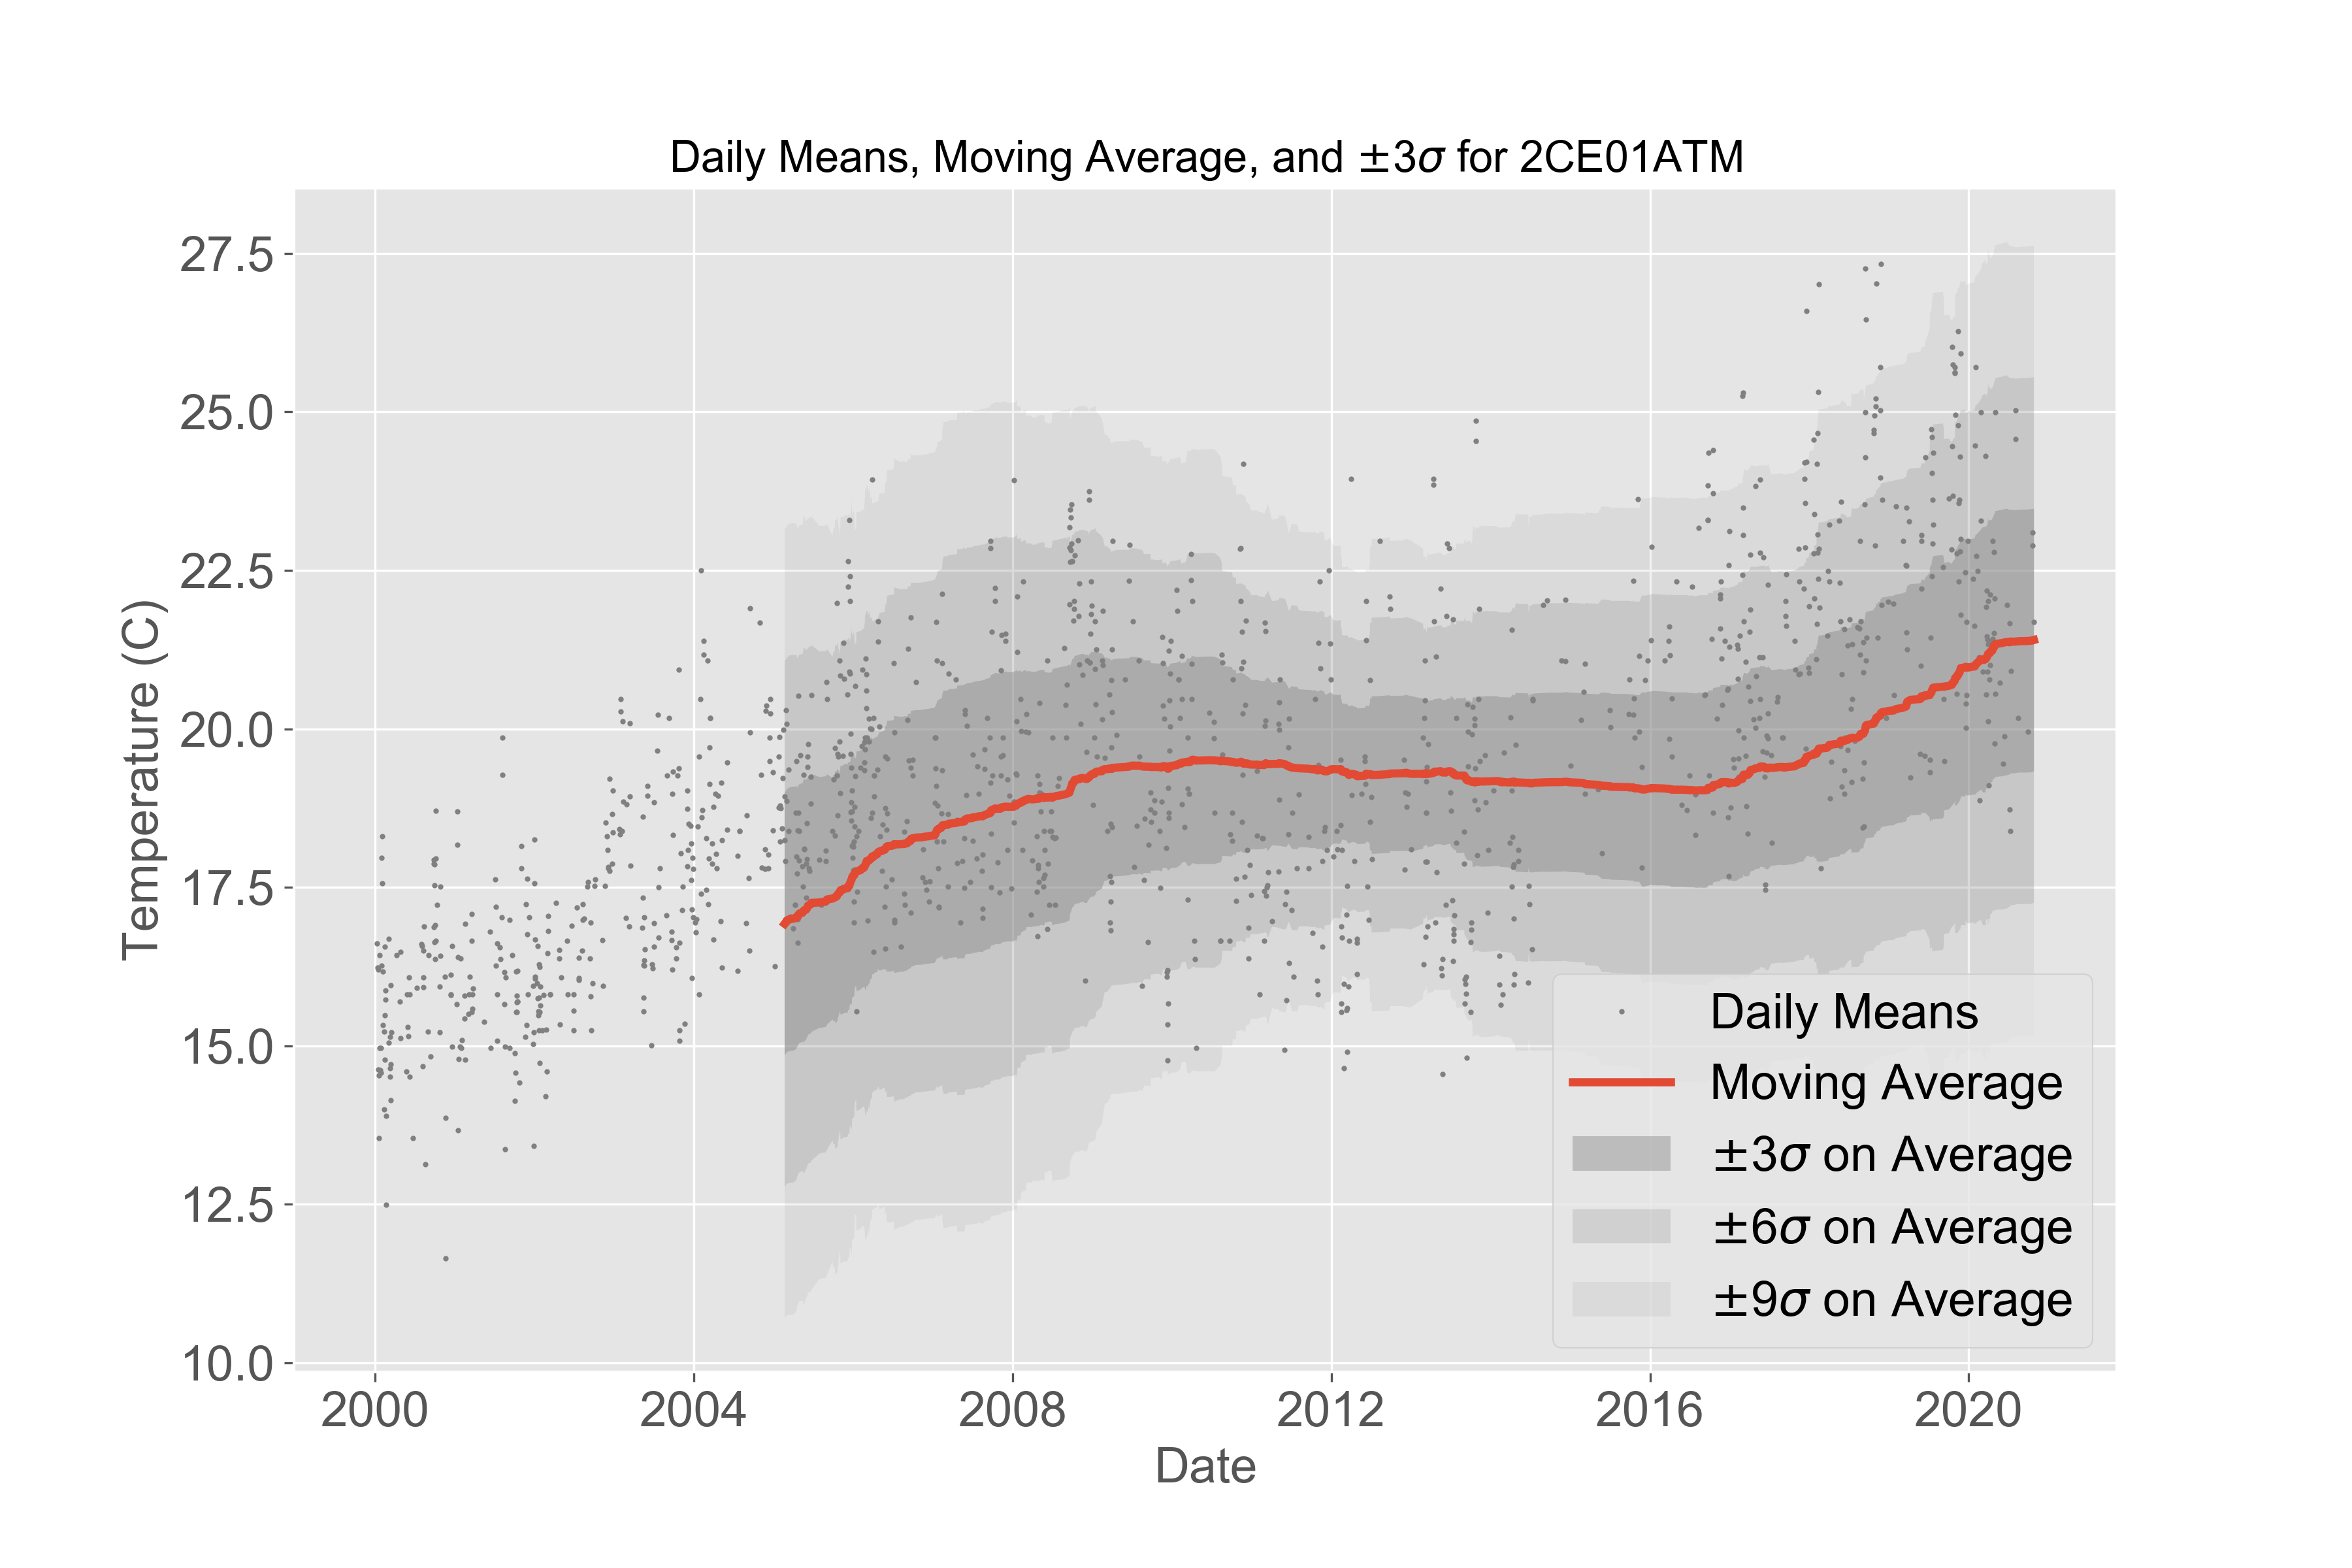 Daily Means, Moving Average, and ±3σ for 2CE01ATM
27.5
25.0
22.5
20.0
17.5
15.0
12.5
10.0
Temperature (C)
Daily Means
Moving Average
±3σ on Average
±6σ on Average
±9σ on Average
2000 2004 2008 2012 2016 2020
Date